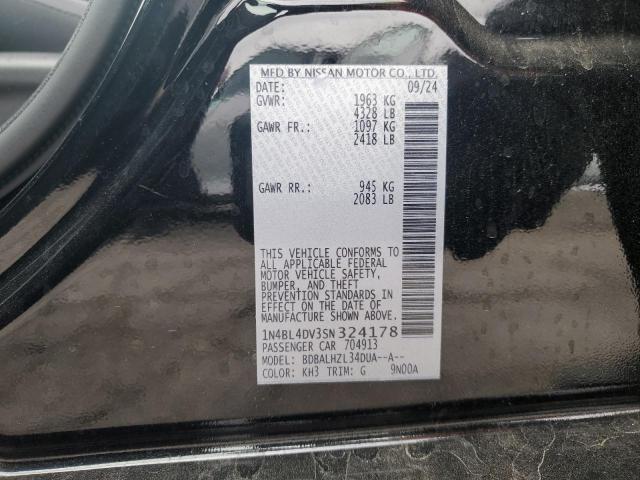 MFD BY NISSAN MOTOR CO., LTD.
DATE: 09/24
GVWR: 1963 KG
4328 LB
GAWR FR.: 1097 KG
2418 LB
GAWR RR.: 945 KG
2083 LB
THIS VEHICLE CONFORMS TO
ALL APPLICABLE FEDERAL
MOTOR VEHICLE SAFETY,
BUMPER, AND THEFT
PREVENTION STANDARDS IN
EFFECT ON THE DATE OF
MANUFACTURE SHOWN ABOVE.
1N4BL4DV3SN324178
PASSENGER CAR 704913
MODEL: BDBALHZL34DUA--A--
COLOR: KH3 TRIM: G 9N00A